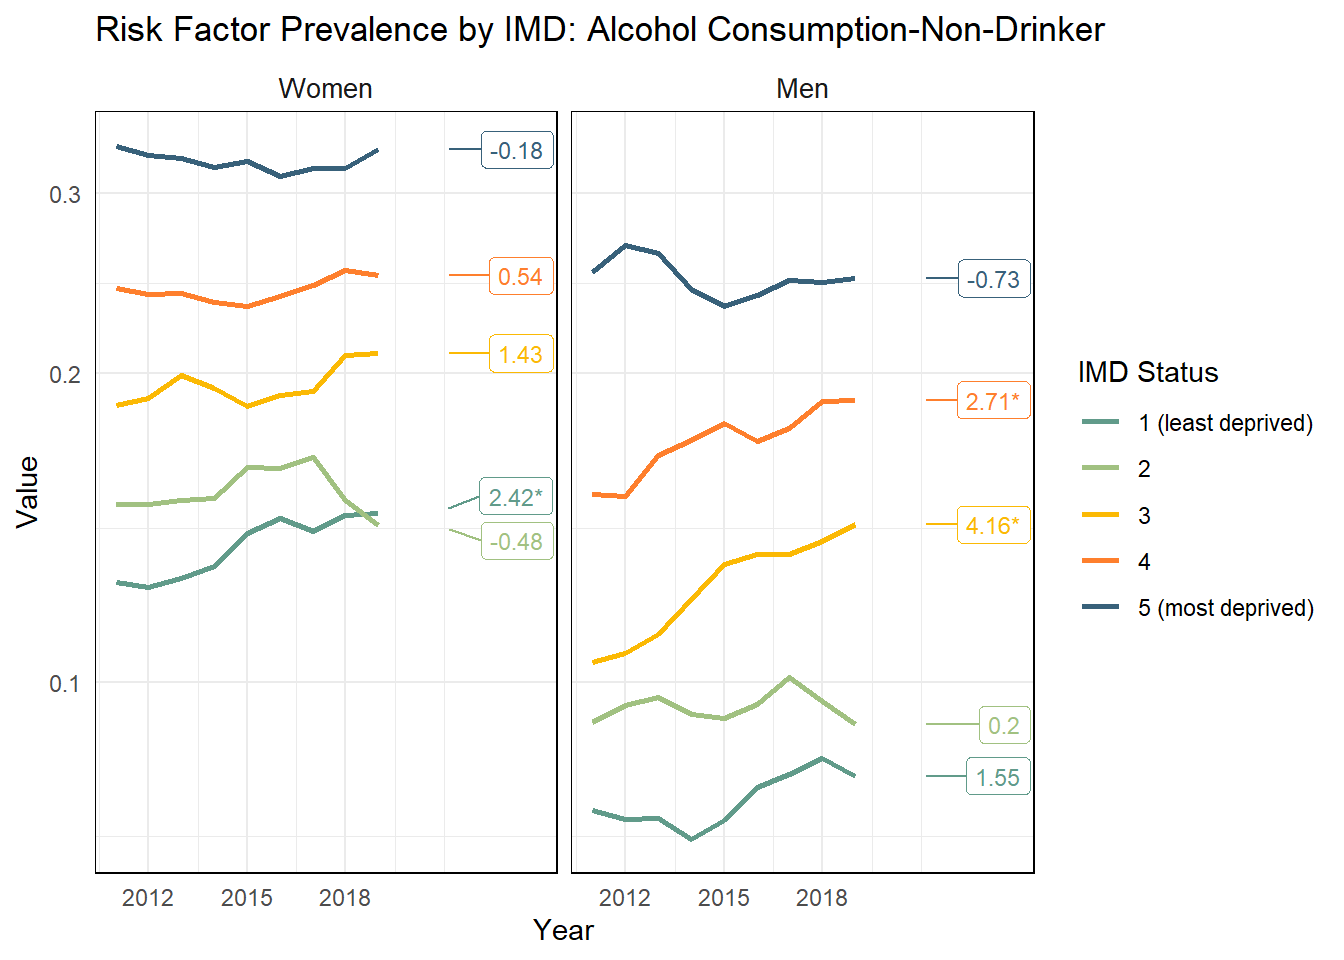 Risk Factor Prevalence by IMD: Alcohol Consumption-Non-Drinker
Women
Men
Value
0.3
0.2
0.1
-0.18
0.54
1.43
2.42*
-0.48
-0.73
2.71*
4.16*
0.2
1.55
2012 2015 2018
2012 2015 2018
Year
IMD Status
1 (least deprived)
2
3
4
5 (most deprived)